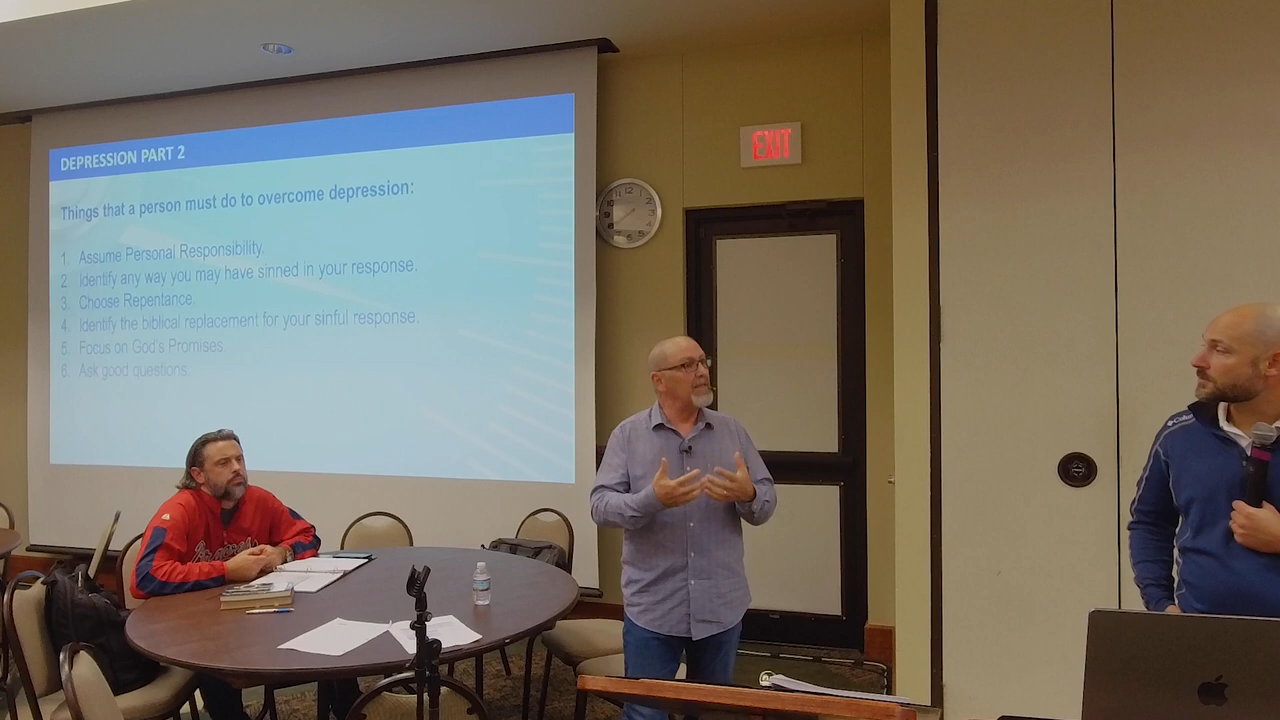 DEPRESSION PART 2
Things that a person must do to overcome depression:
1. Assume Personal Responsibility.
2. Identify any way you may have sinned in your response.
3. Choose Repentance.
4. Identify the biblical replacement for your sinful response.
5. Focus on God's Promises.
6. Ask good questions.
EXIT
Braves
Columbia